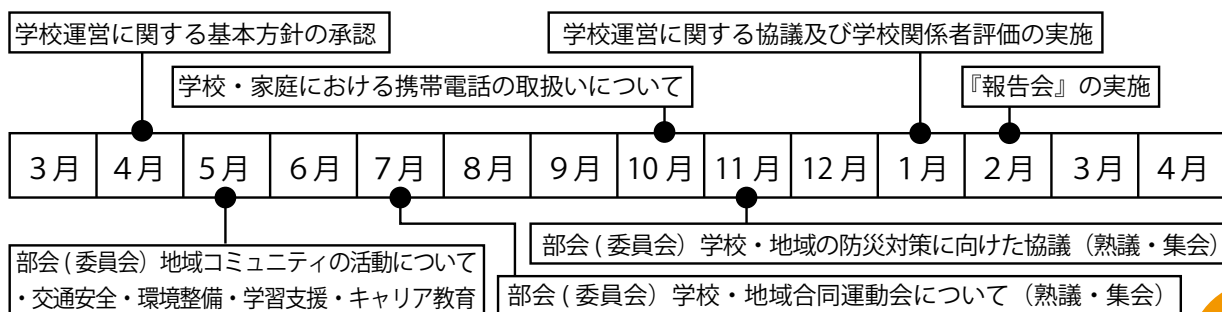 学校運営に関する基本方針の承認
学校運営に関する協議及び学校関係者評価の実施
学校・家庭における携帯電話の取扱いについて
『報告会』の実施
3月 4月 5月 6月 7月 8月 9月 10月 11月 12月 1月 2月 3月 4月
部会(委員会)学校・地域の防災対策に向けた協議(熟議・集会)
部会(委員会)地域コミュニティの活動について
・交通安全・環境整備・学習支援・キャリア教育
部会(委員会)学校・地域合同運動会について(熟議・集会)